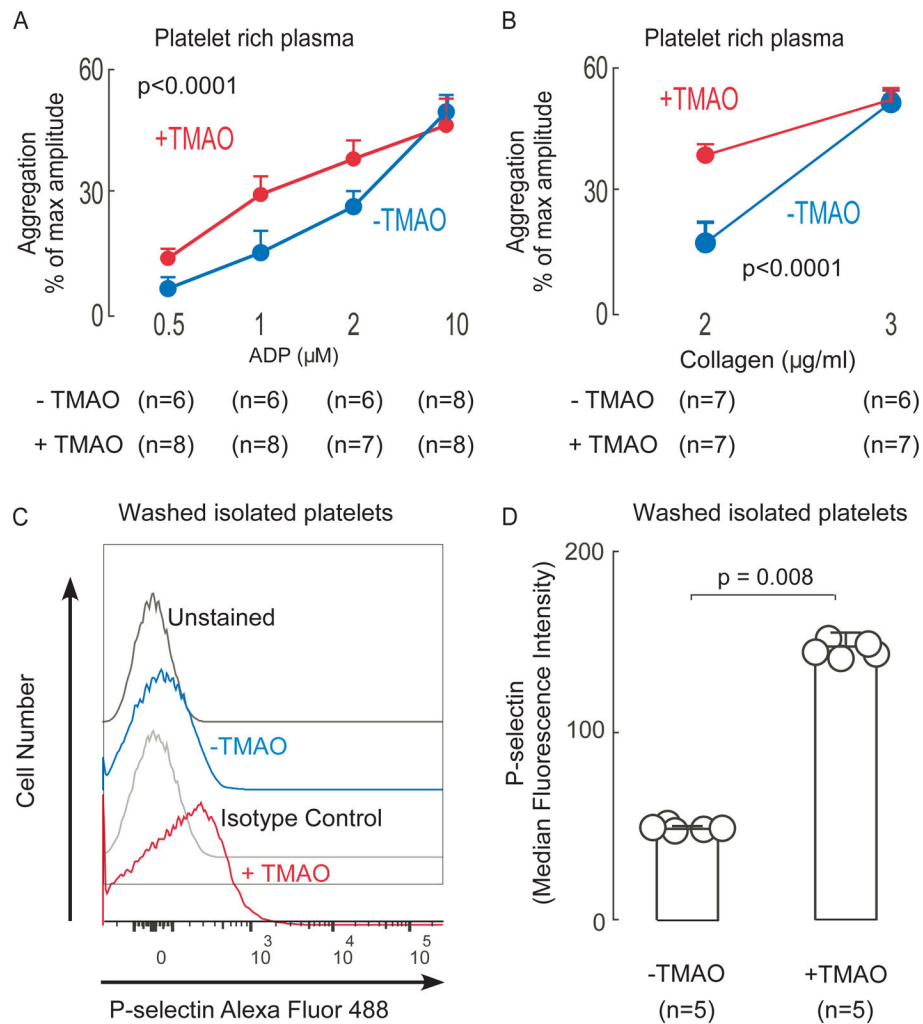 A
Platelet rich plasma
60
30
0
Aggregation
% of max amplitude
p<0.0001
+TMAO
-TMAO
0.5 1 2 10
ADP (µM)
- TMAO (n=6) (n=6) (n=6) (n=8)
+ TMAO (n=8) (n=8) (n=7) (n=8)
B
Platelet rich plasma
60
30
0
Aggregation
% of max amplitude
+TMAO
-TMAO
p<0.0001
2 3
Collagen (µg/ml)
- TMAO (n=7) (n=6)
+ TMAO (n=7) (n=7)
C
Washed isolated platelets
Cell Number
Unstained
-TMAO
Isotype Control
+ TMAO
0 10^3 10^4 10^5
P-selectin Alexa Fluor 488
D
Washed isolated platelets
200
100
0
P-selectin
(Median Fluorescence Intensity)
p = 0.008
-TMAO +TMAO
(n=5) (n=5)